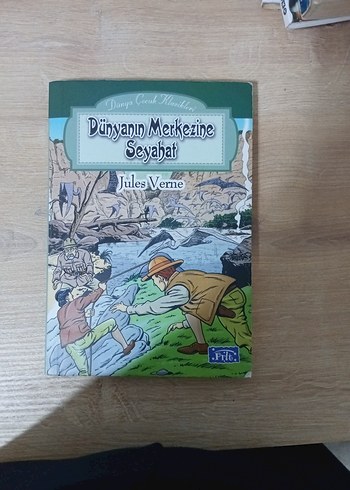 Dünya Çocuk Klasikleri
Dünyanın Merkezine
Seyahat
Jules Verne